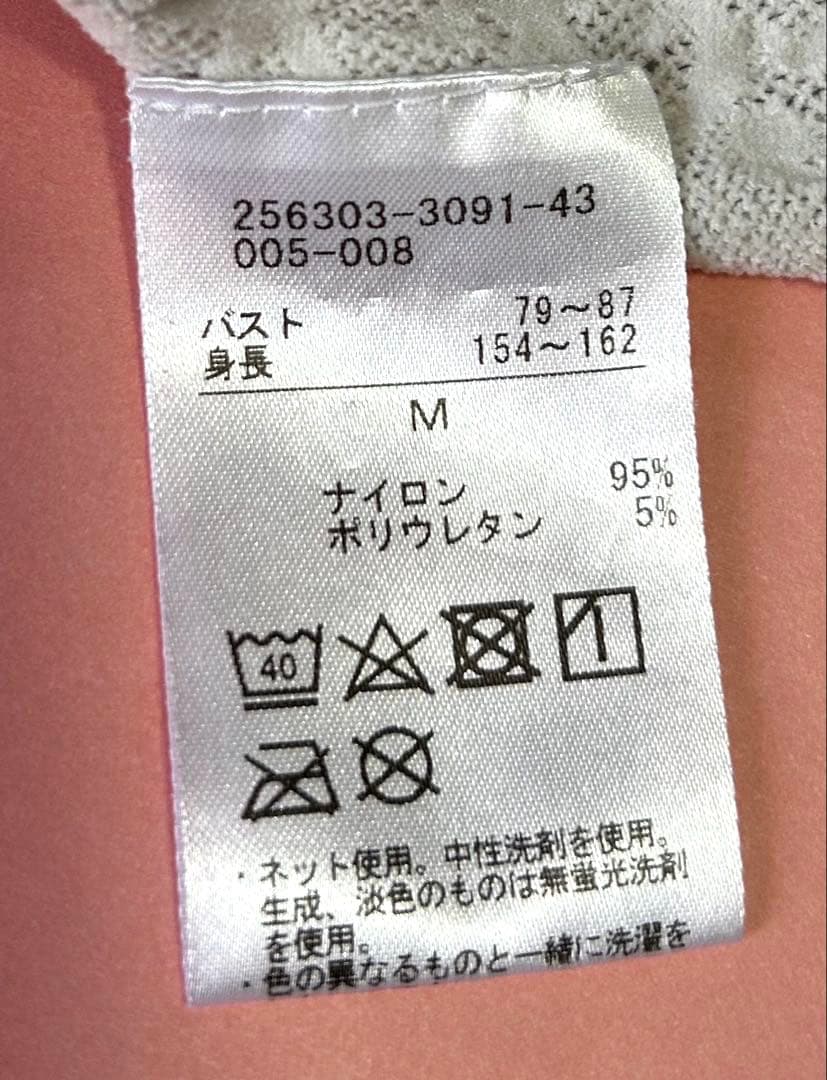 256303-3091-43
005-008
バスト 79～87
身長 154～162
M
ナイロン 95%
ポリウレタン 5%
40
・ネット使用。中性洗剤を使用。
生成、淡色のものは無蛍光洗剤
を使用。
・色の異なるものと一緒に洗濯を